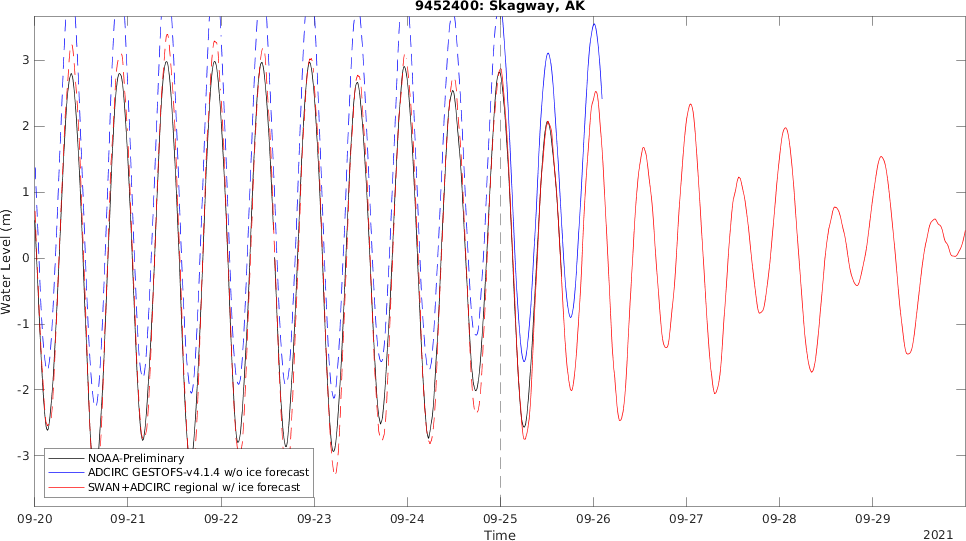 9452400: Skagway, AK
Water Level (m)
3
2
1
0
-1
-2
-3
NOAA-Preliminary
ADCIRC GESTOFS-v4.1.4 w/o ice forecast
SWAN+ADCIRC regional w/ ice forecast
09-20 09-21 09-22 09-23 09-24 09-25 09-26 09-27 09-28 09-29
Time
2021